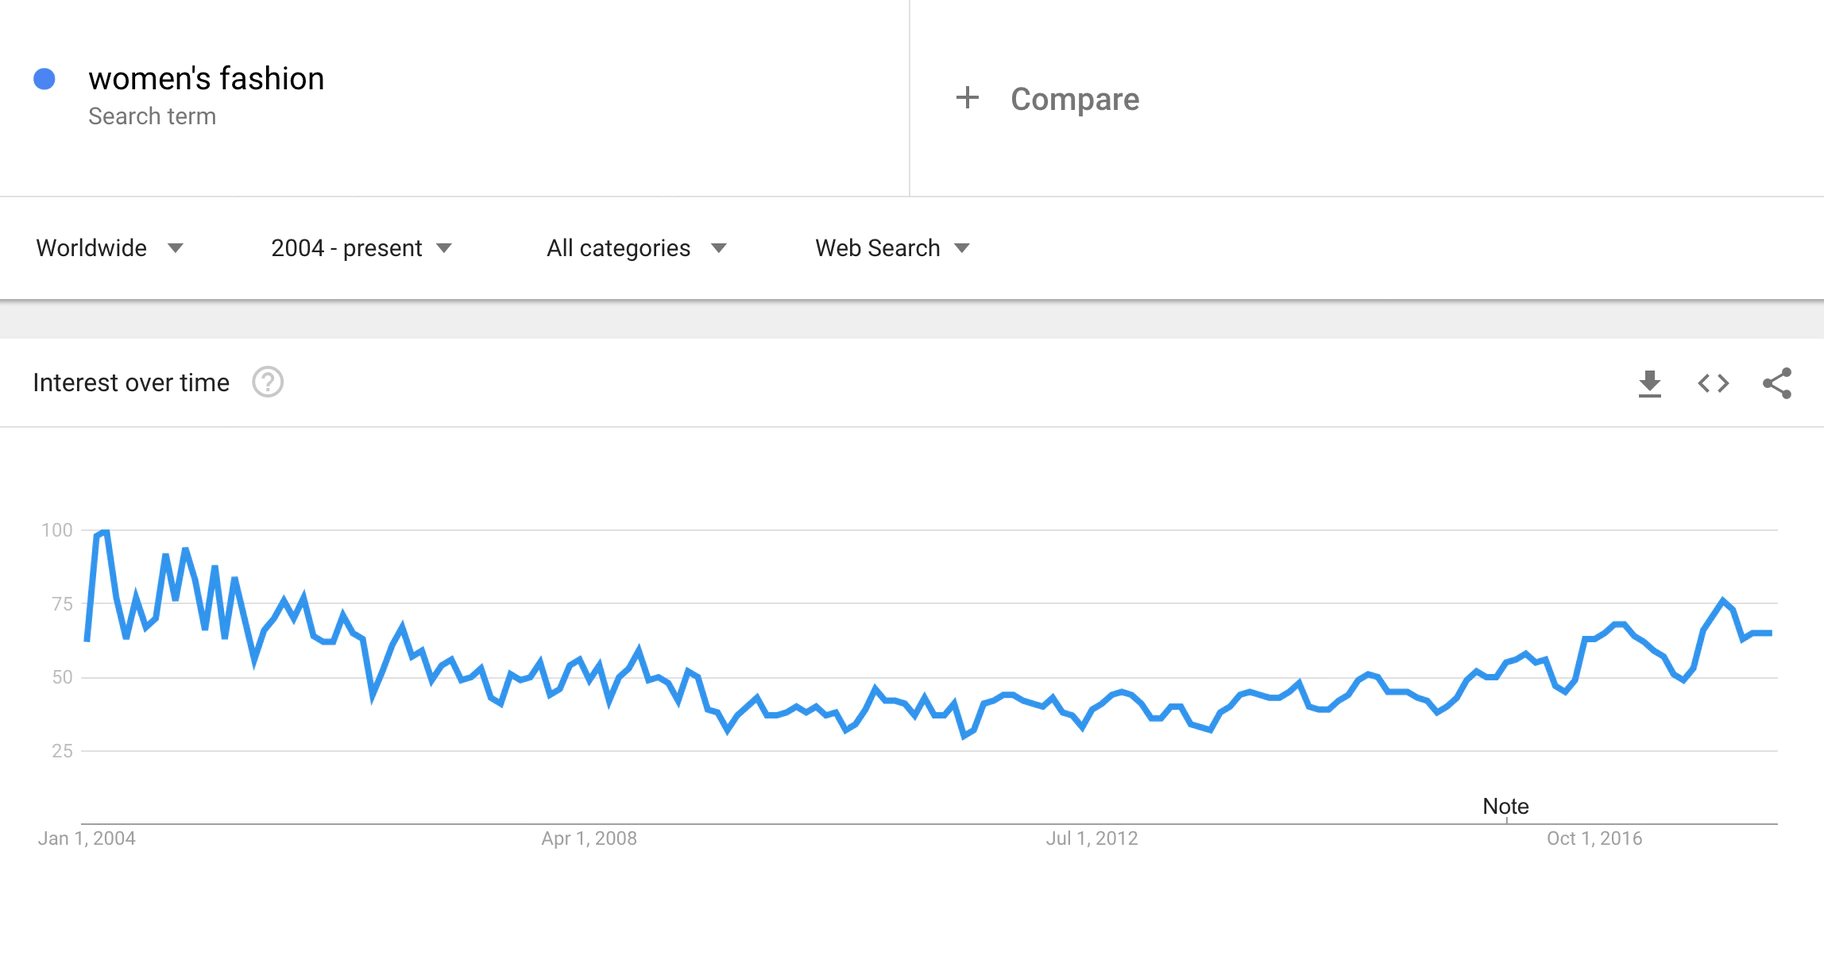 women's fashion
Search term
+ Compare
Worldwide
2004 - present
All categories
Web Search
Interest over time ?
100
75
50
25
Note
Jan 1, 2004
Apr 1, 2008
Jul 1, 2012
Oct 1, 2016